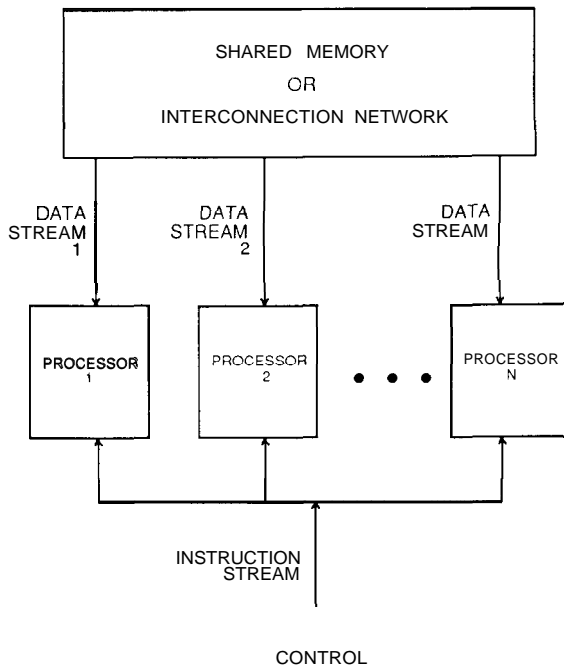 SHARED MEMORY
OR
INTERCONNECTION NETWORK
DATA
STREAM
1
DATA
STREAM
2
DATA
STREAM
PROCESSOR
1
PROCESSOR
2
PROCESSOR
N
INSTRUCTION
STREAM
CONTROL